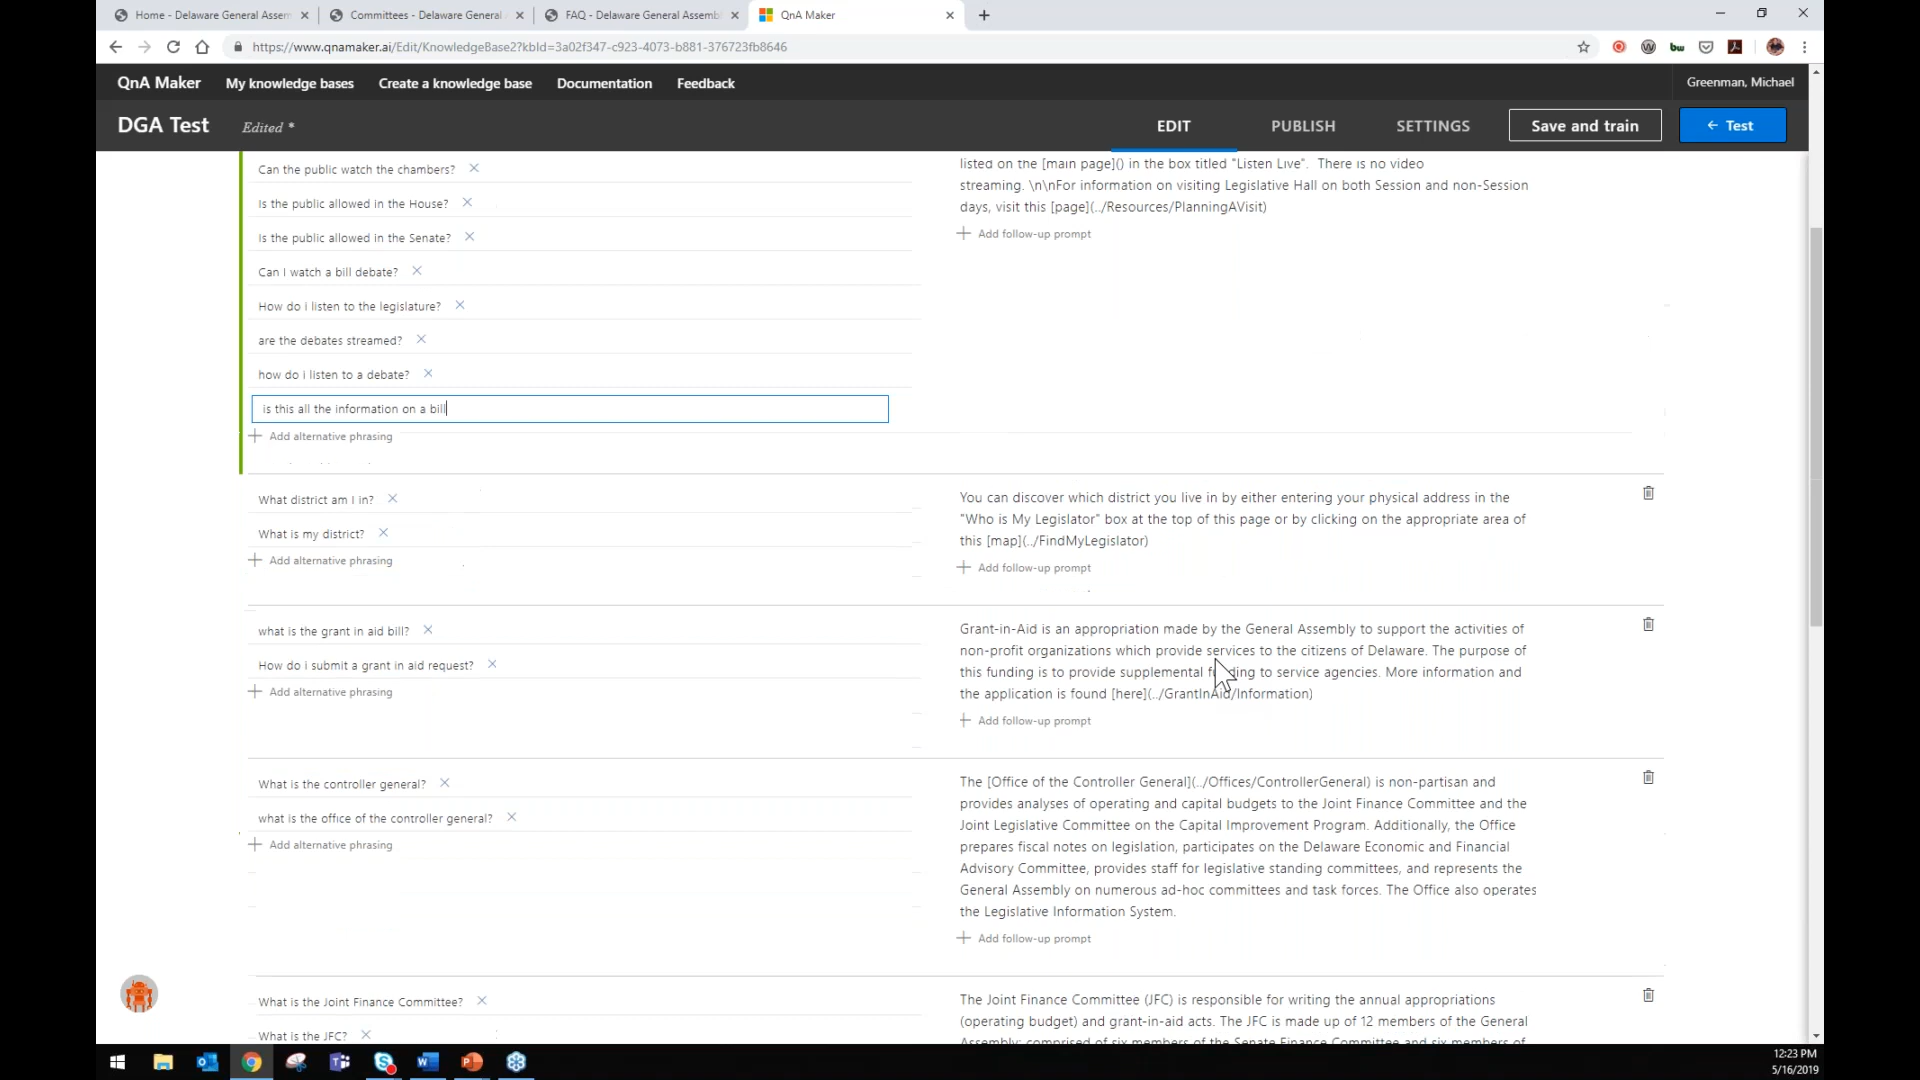 Home - Delaware General Assem
Committees - Delaware General
FAQ - Delaware General Assemb
QnA Maker
https://www.qnamaker.ai/Edit/KnowledgeBase2?kbId=3a02f347-c923-4073-b881-376723fb8646
QnA Maker My knowledge bases Create a knowledge base Documentation Feedback Greenman, Michael
DGA Test Edited * EDIT PUBLISH SETTINGS Save and train ← Test
Can the public watch the chambers?
Is the public allowed in the House?
Is the public allowed in the Senate?
Can I watch a bill debate?
How do i listen to the legislature?
are the debates streamed?
how do i listen to a debate?
is this all the information on a bill
Add alternative phrasing
listed on the [main page]() in the box titled "Listen Live". There is no video
streaming. \n\nFor information on visiting Legislative Hall on both Session and non-Session
days, visit this [page](../Resources/PlanningAVisit)
Add follow-up prompt
What district am I in?
What is my district?
Add alternative phrasing
You can discover which district you live in by either entering your physical address in the
"Who is My Legislator" box at the top of this page or by clicking on the appropriate area of
this [map](../FindMyLegislator)
Add follow-up prompt
what is the grant in aid bill?
How do i submit a grant in aid request?
Add alternative phrasing
Grant-in-Aid is an appropriation made by the General Assembly to support the activities of
non-profit organizations which provide services to the citizens of Delaware. The purpose of
this funding is to provide supplemental funding to service agencies. More information and
the application is found [here](../GrantInAid/Information)
Add follow-up prompt
What is the controller general?
what is the office of the controller general?
Add alternative phrasing
The [Office of the Controller General](../Offices/ControllerGeneral) is non-partisan and
provides analyses of operating and capital budgets to the Joint Finance Committee and the
Joint Legislative Committee on the Capital Improvement Program. Additionally, the Office
prepares fiscal notes on legislation, participates on the Delaware Economic and Financial
Advisory Committee, provides staff for legislative standing committees, and represents the
General Assembly on numerous ad-hoc committees and task forces. The Office also operates
the Legislative Information System.
Add follow-up prompt
What is the Joint Finance Committee?
What is the JFC?
The Joint Finance Committee (JFC) is responsible for writing the annual appropriations
(operating budget) and grant-in-aid acts. The JFC is made up of 12 members of the General
Assembly: comprised of six members of the Senate Finance Committee and six members of
12:23 PM
5/16/2019